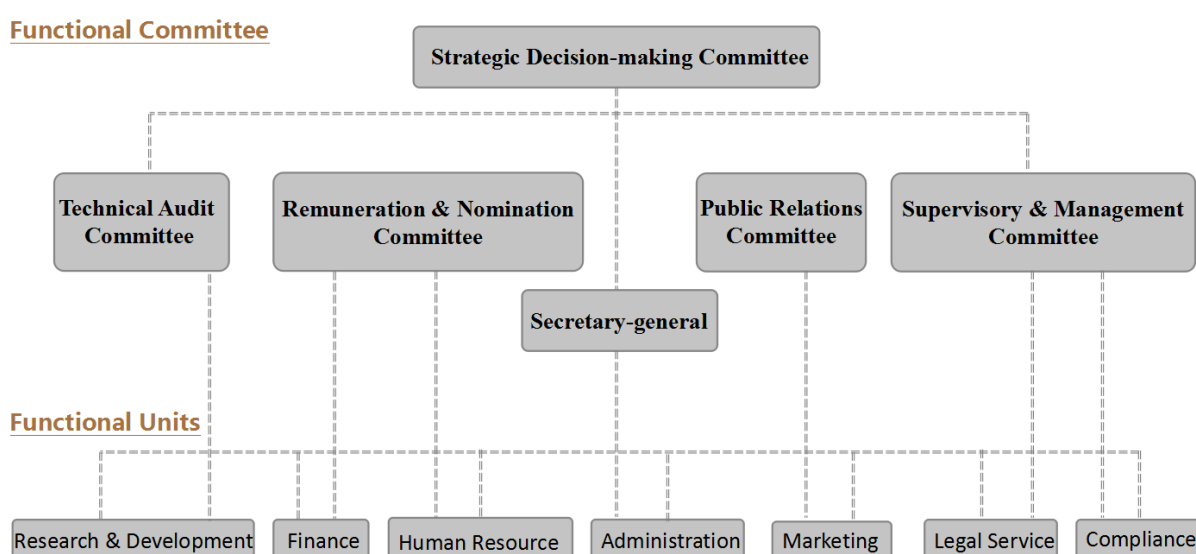 Functional Committee
Strategic Decision-making Committee
Technical Audit
Committee
Remuneration & Nomination
Committee
Public Relations
Committee
Supervisory & Management
Committee
Secretary-general
Functional Units
Research & Development
Finance
Human Resource
Administration
Marketing
Legal Service
Compliance